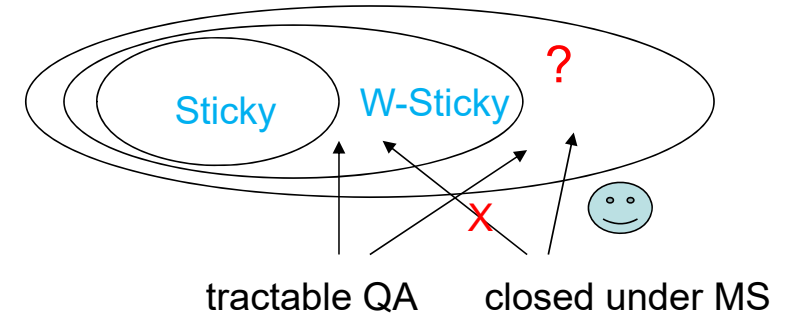 ?
Sticky
W-Sticky
X
tractable QA
closed under MS